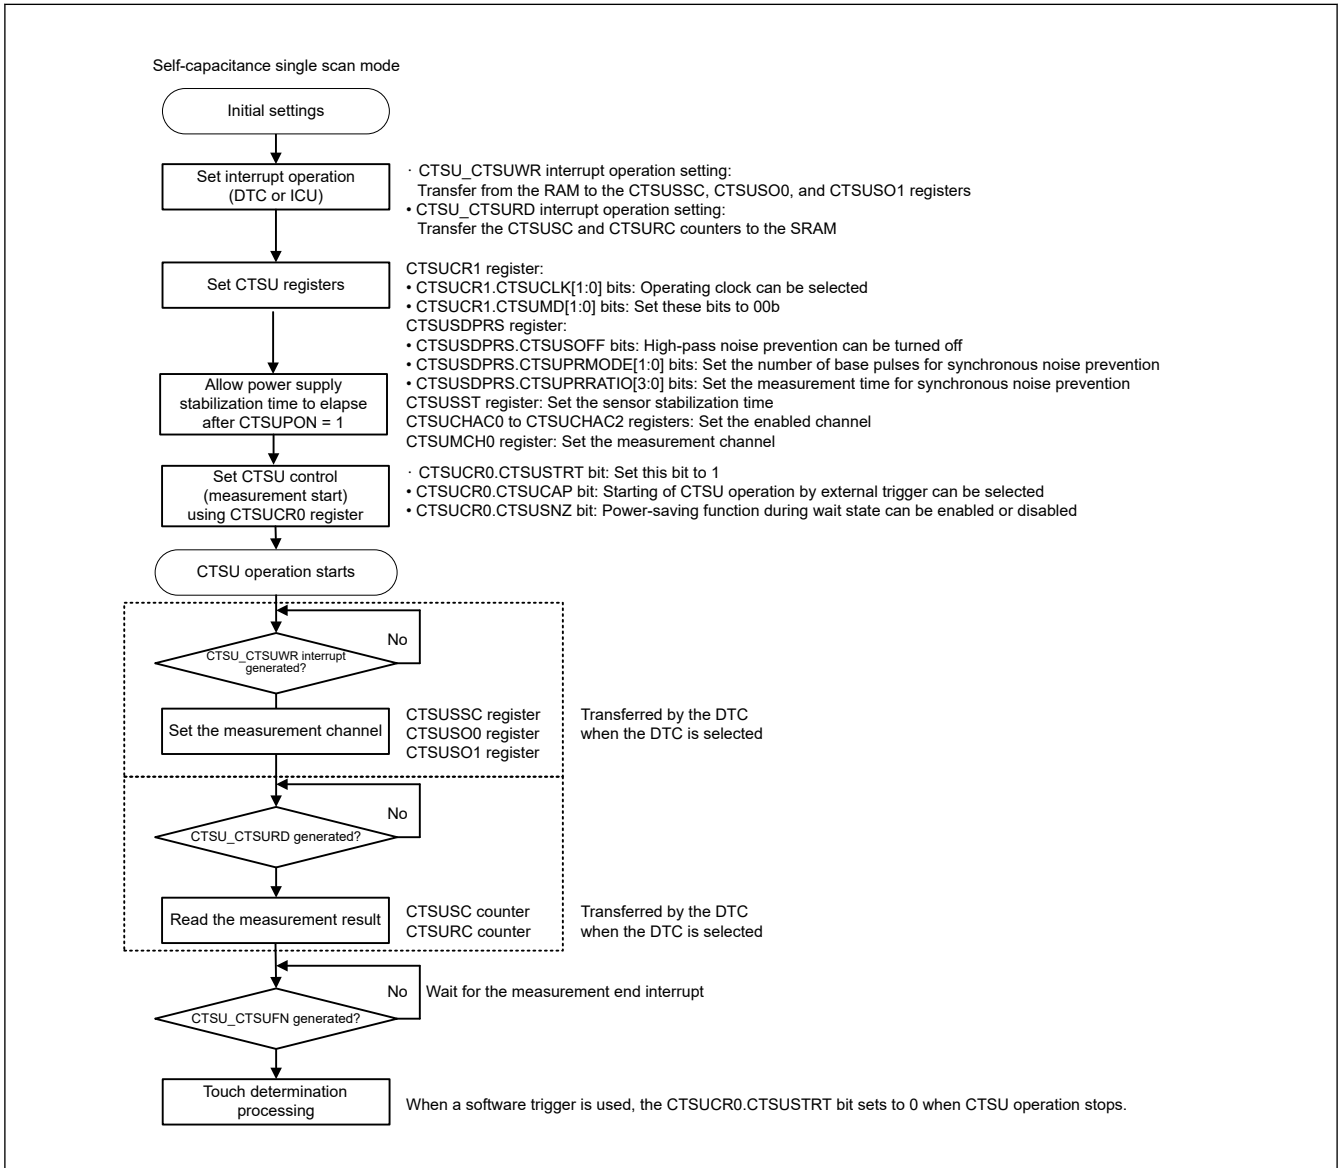 Self-capacitance single scan mode
Initial settings
Set interrupt operation
(DTC or ICU)
· CTSU_CTSUWR interrupt operation setting:
Transfer from the RAM to the CTSUSSC, CTSUSO0, and CTSUSO1 registers
• CTSU_CTSURD interrupt operation setting:
Transfer the CTSUSC and CTSURC counters to the SRAM
Set CTSU registers
CTSUCR1 register:
• CTSUCR1.CTSUCLK[1:0] bits: Operating clock can be selected
• CTSUCR1.CTSUMD[1:0] bits: Set these bits to 00b
CTSUSDPRS register:
• CTSUSDPRS.CTSUSOFF bits: High-pass noise prevention can be turned off
• CTSUSDPRS.CTSUPRMODE[1:0] bits: Set the number of base pulses for synchronous noise prevention
• CTSUSDPRS.CTSUPRRATIO[3:0] bits: Set the measurement time for synchronous noise prevention
CTSUSST register: Set the sensor stabilization time
CTSUCHAC0 to CTSUCHAC2 registers: Set the enabled channel
CTSUMCH0 register: Set the measurement channel
Allow power supply
stabilization time to elapse
after CTSUPON = 1
Set CTSU control
(measurement start)
using CTSUCR0 register
· CTSUCR0.CTSUSTRT bit: Set this bit to 1
• CTSUCR0.CTSUCAP bit: Starting of CTSU operation by external trigger can be selected
• CTSUCR0.CTSUSNZ bit: Power-saving function during wait state can be enabled or disabled
CTSU operation starts
No
CTSU_CTSUWR interrupt
generated?
Set the measurement channel
CTSUSSC register
CTSUSO0 register
CTSUSO1 register
Transferred by the DTC
when the DTC is selected
No
CTSU_CTSURD generated?
Read the measurement result
CTSUSC counter
CTSURC counter
Transferred by the DTC
when the DTC is selected
No
Wait for the measurement end interrupt
CTSU_CTSUFN generated?
Touch determination
processing
When a software trigger is used, the CTSUCR0.CTSUSTRT bit sets to 0 when CTSU operation stops.